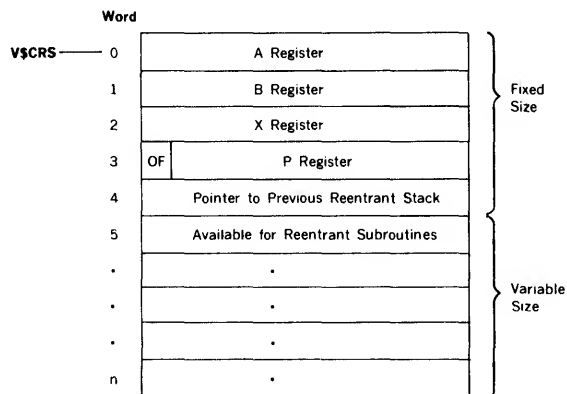 Word
V$CRS 0 A Register
1 B Register
2 X Register
3 OF P Register
4 Pointer to Previous Reentrant Stack
5 Available for Reentrant Subroutines
. .
. .
. .
n .
Fixed
Size
Variable
Size